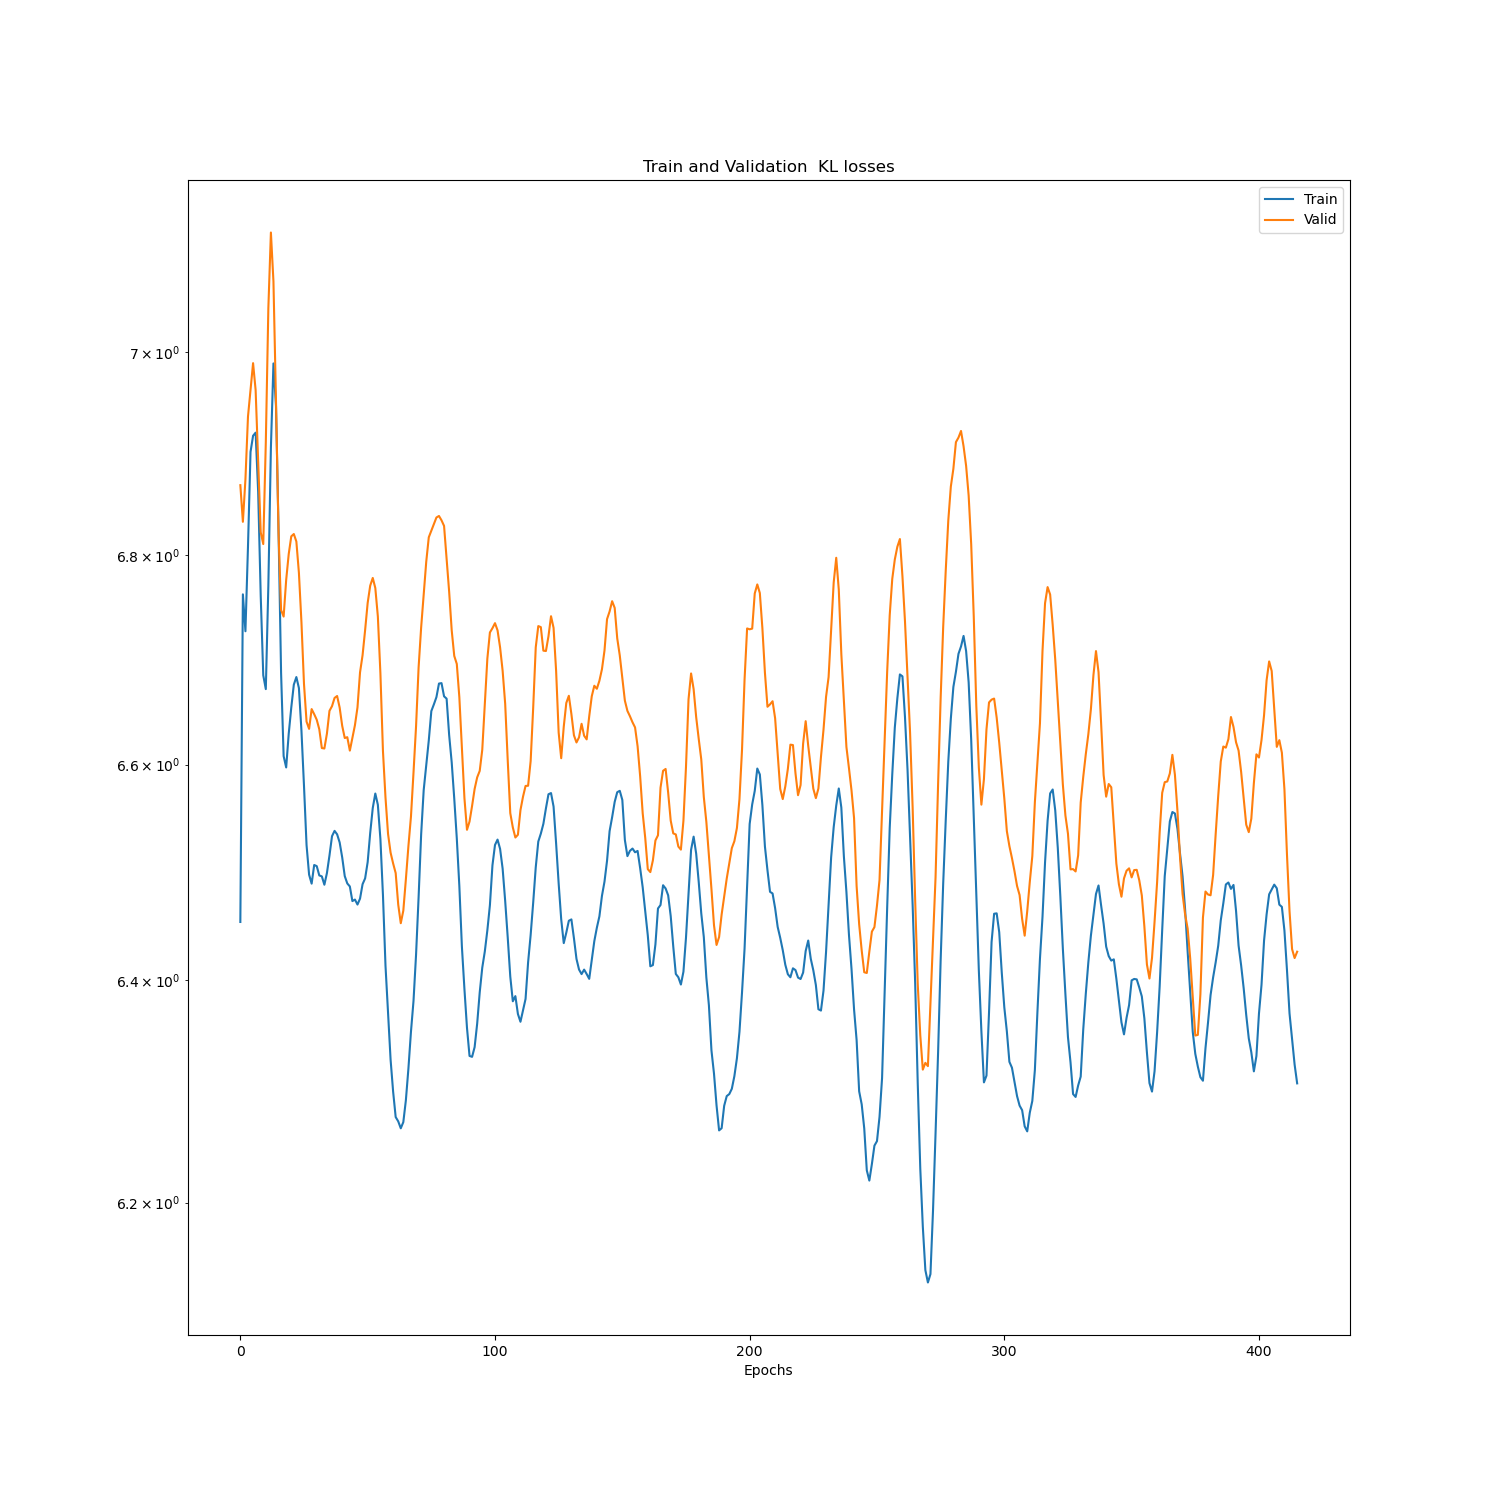 Train and Validation  KL losses
Train
Valid
7 × 10⁰
6.8 × 10⁰
6.6 × 10⁰
6.4 × 10⁰
6.2 × 10⁰
0 100 200 300 400
Epochs